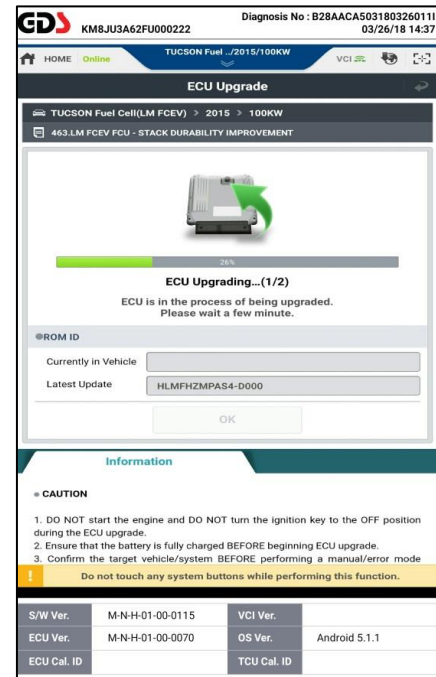 GDS
KM8JU3A62FU000222
Diagnosis No : B28AACA503180326011I
03/26/18 14:37
HOME Online
TUCSON Fuel ../2015/100KW
VCI
ECU Upgrade
TUCSON Fuel Cell(LM FCEV) > 2015 > 100KW
463.LM FCEV FCU - STACK DURABILITY IMPROVEMENT
26%
ECU Upgrading...(1/2)
ECU is in the process of being upgraded.
Please wait a few minute.
ROM ID
Currently in Vehicle
Latest Update HLMFHZMPAS4-D000
OK
Information
CAUTION
1. DO NOT start the engine and DO NOT turn the ignition key to the OFF position
during the ECU upgrade.
2. Ensure that the battery is fully charged BEFORE beginning ECU upgrade.
3. Confirm the target vehicle/system BEFORE performing a manual/error mode
! Do not touch any system buttons while performing this function.
S/W Ver. M-N-H-01-00-0115 VCI Ver.
ECU Ver. M-N-H-01-00-0070 OS Ver. Android 5.1.1
ECU Cal. ID TCU Cal. ID